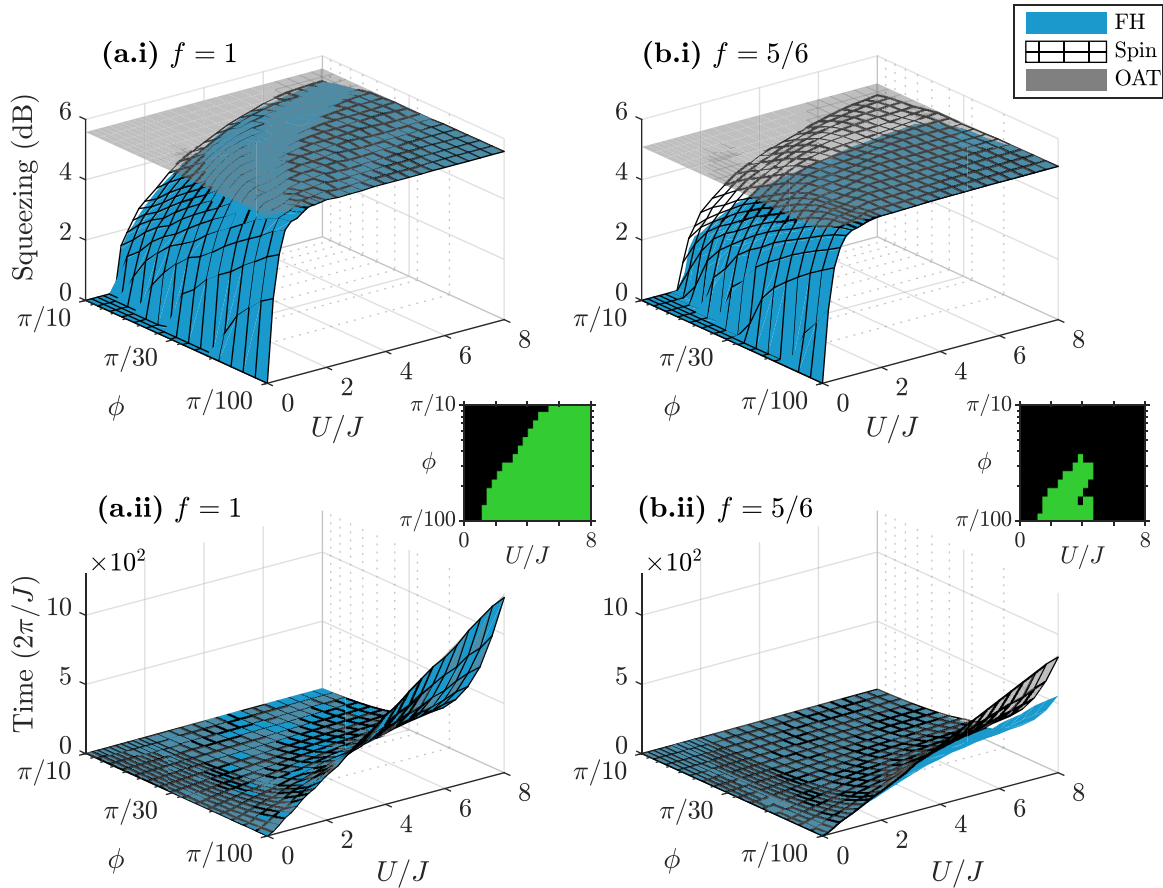 FH
Spin
OAT
(a.i) f = 1
(b.i) f = 5/6
Squeezing (dB)
6
4
2
0
π/10
π/30
π/100
ϕ
0
2
4
6
8
U/J
6
4
2
0
π/10
π/30
π/100
ϕ
0
2
4
6
8
U/J
π/10
ϕ
π/100
0
8
U/J
π/10
ϕ
π/100
0
8
U/J
(a.ii) f = 1
(b.ii) f = 5/6
Time (2π/J)
×10²
10
5
0
π/10
π/30
π/100
ϕ
0
2
4
6
8
U/J
×10²
10
5
0
π/10
π/30
π/100
ϕ
0
2
4
6
8
U/J